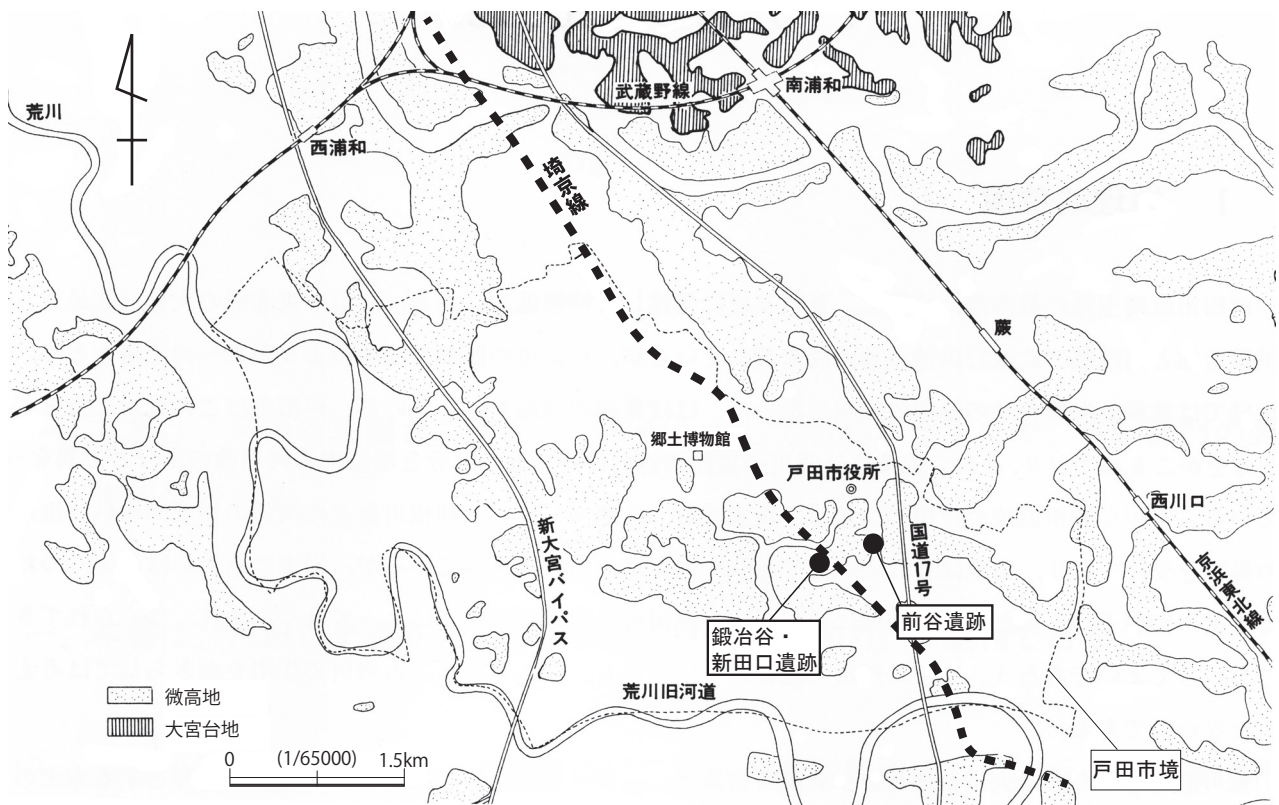 荒川
武蔵野線
南浦和
西浦和
埼京線
蕨
郷土博物館
戸田市役所
西川口
新大宮バイパス
国道17号
京浜東北線
前谷遺跡
鍛冶谷・
新田口遺跡
荒川旧河道
微高地
大宮台地
0 (1/65000) 1.5km
戸田市境